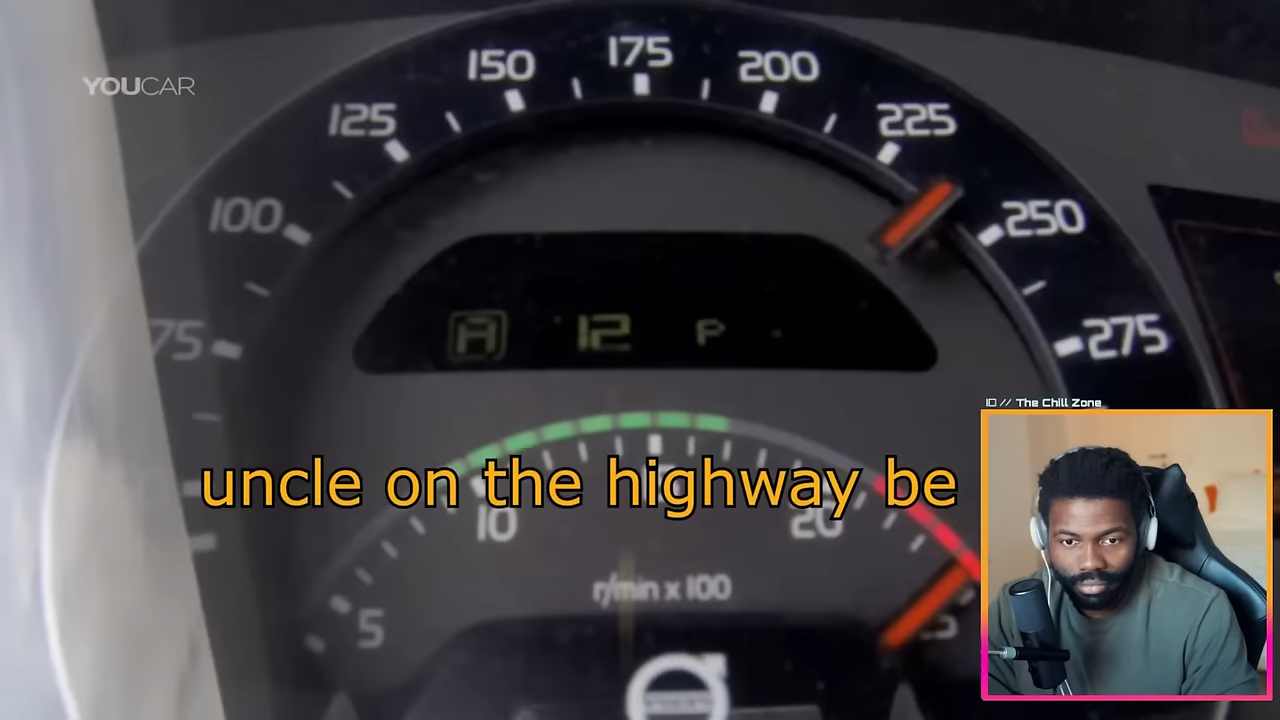 YOUCAR
150 175 200
125 225
100 250
75 275
A 12 P
ID // The Chill Zone
uncle on the highway be
10 20
r/min x 100
5